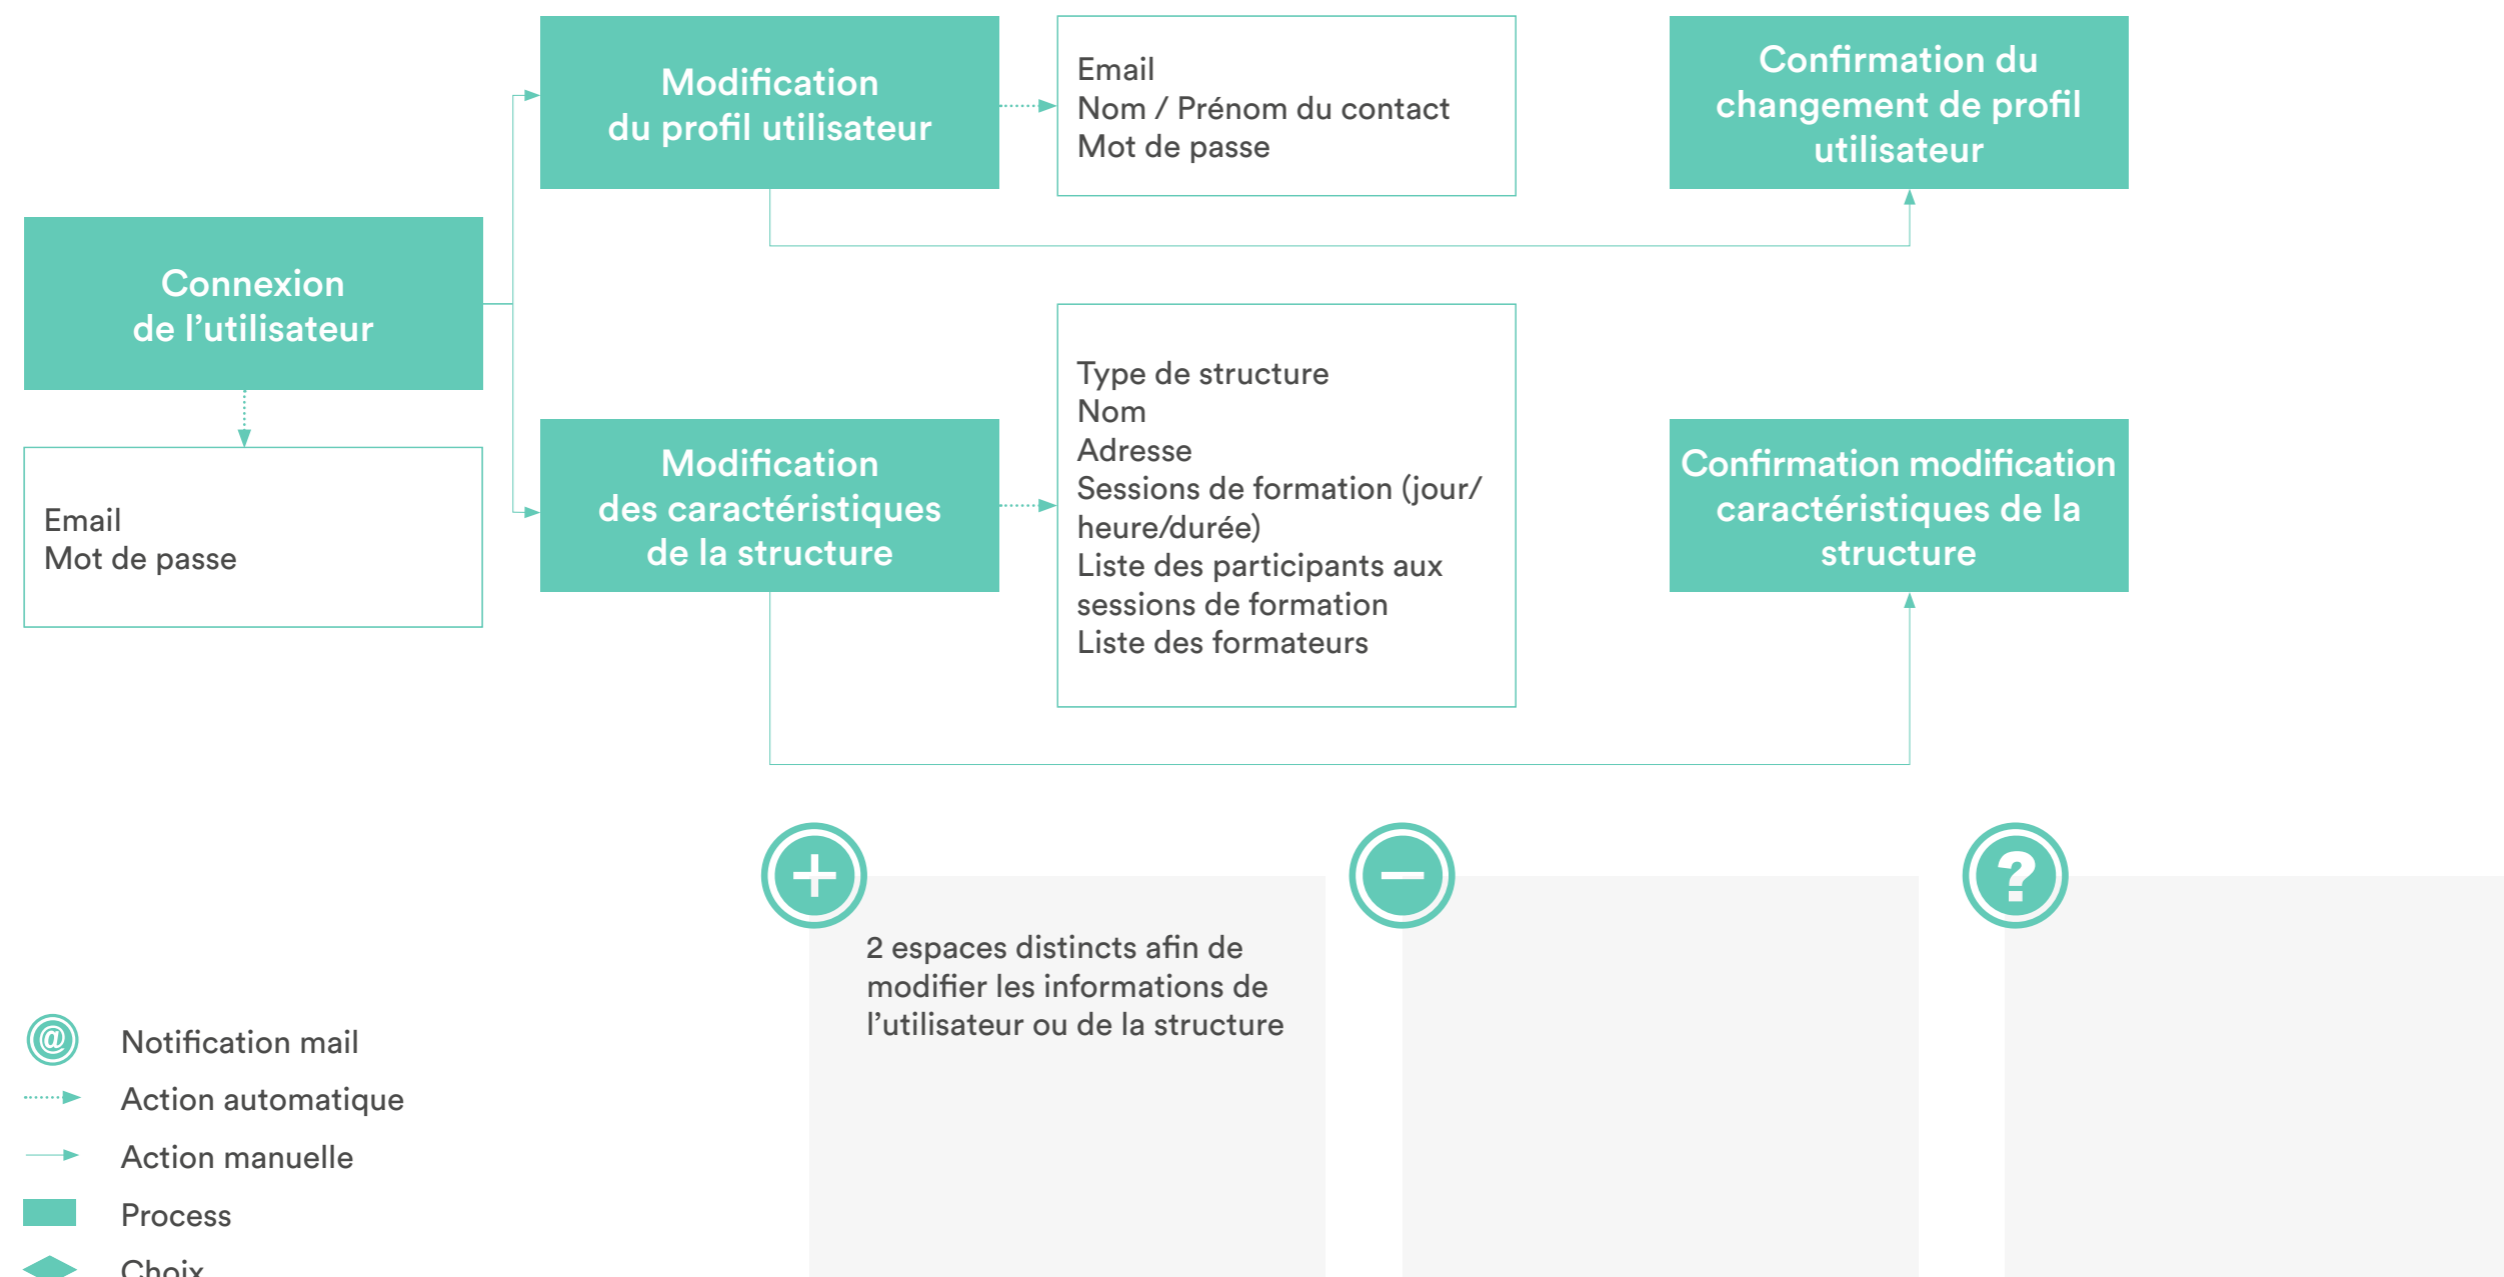 Modification
du profil utilisateur
Email
Nom / Prénom du contact
Mot de passe
Confirmation du
changement de profil
utilisateur
Connexion
de l’utilisateur
Email
Mot de passe
Modification
des caractéristiques
de la structure
Type de structure
Nom
Adresse
Sessions de formation (jour/
heure/durée)
Liste des participants aux
sessions de formation
Liste des formateurs
Confirmation modification
caractéristiques de la
structure
+
−
?
2 espaces distincts afin de
modifier les informations de
l’utilisateur ou de la structure
@ Notification mail
Action automatique
Action manuelle
Process
Choix